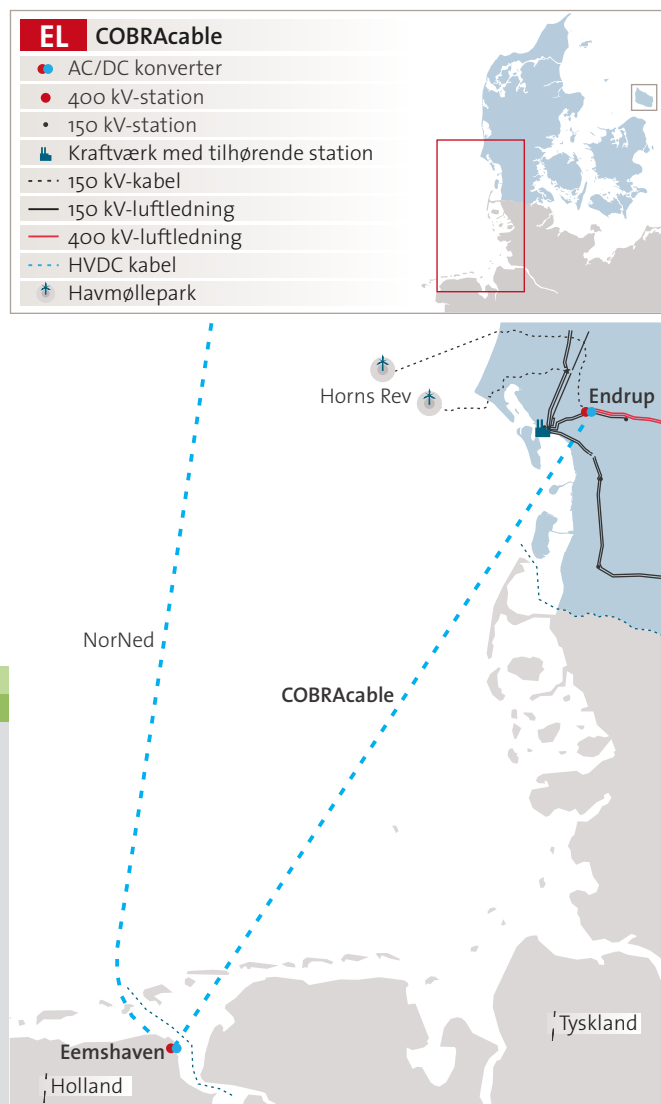 EL COBRAcable
AC/DC konverter
400 kV-station
150 kV-station
Kraftværk med tilhørende station
150 kV-kabel
150 kV-luftledning
400 kV-luftledning
HVDC kabel
Havmøllepark
Horns Rev
Endrup
NorNed
COBRAcable
Tyskland
Eemshaven
Holland